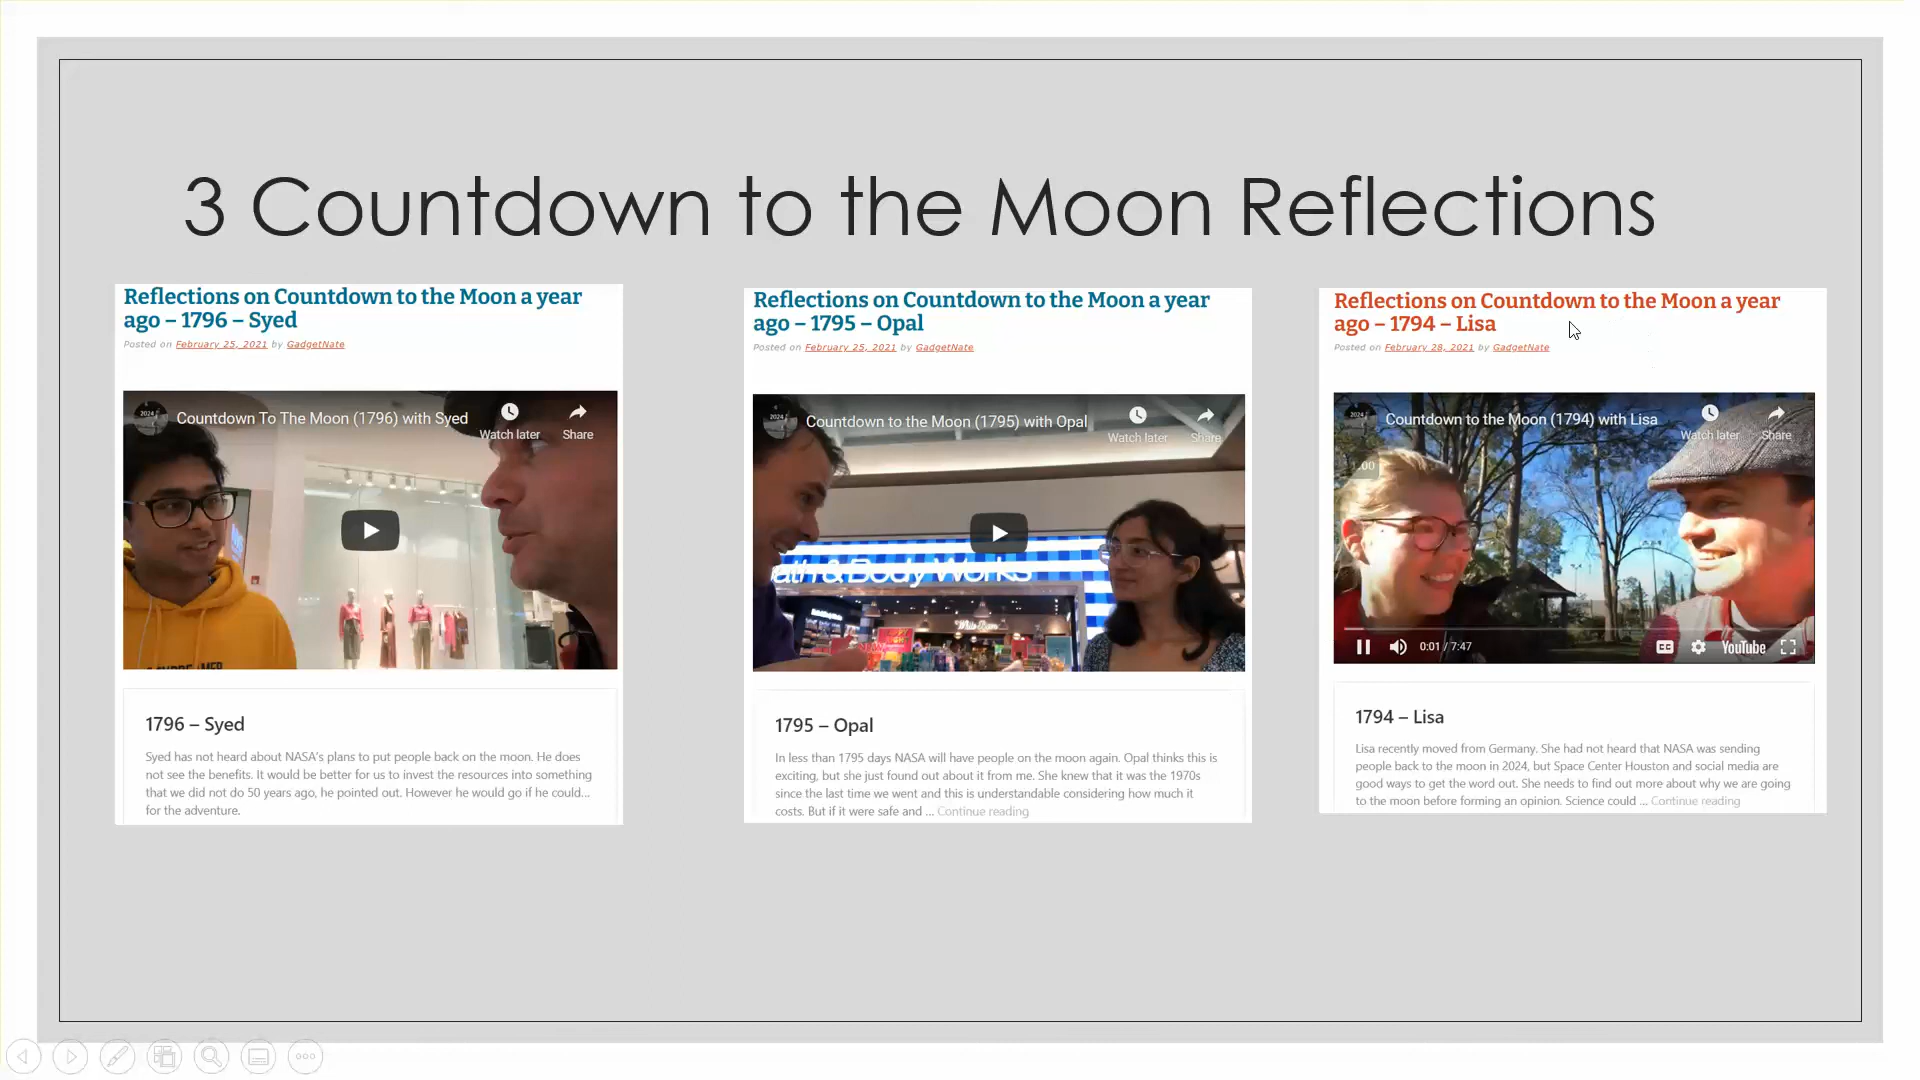 3 Countdown to the Moon Reflections
Reflections on Countdown to the Moon a year
ago – 1796 – Syed
Posted on February 25, 2021 by GadgetNate
2024
Countdown To The Moon (1796) with Syed
Watch later
Share
1796 – Syed
Syed has not heard about NASA's plans to put people back on the moon. He does
not see the benefits. It would be better for us to invest the resources into something
that we did not do 50 years ago, he pointed out. However he would go if he could...
for the adventure.
Reflections on Countdown to the Moon a year
ago – 1795 – Opal
Posted on February 25, 2021 by GadgetNate
2024
Countdown to the Moon (1795) with Opal
Watch later
Share
ath & Body Works
1795 – Opal
In less than 1795 days NASA will have people on the moon again. Opal thinks this is
exciting, but she just found out about it from me. She knew that it was the 1970s
since the last time we went and this is understandable considering how much it
costs. But if it were safe and ... Continue reading
Reflections on Countdown to the Moon a year
ago – 1794 – Lisa
Posted on February 28, 2021 by GadgetNate
2024
Countdown to the Moon (1794) with Lisa
Watch later
Share
1.00
0:01 / 7:47
CC
YouTube
1794 – Lisa
Lisa recently moved from Germany. She had not heard that NASA was sending
people back to the moon in 2024, but Space Center Houston and social media are
good ways to get the word out. She needs to find out more about why we are going
to the moon before forming an opinion. Science could ... Continue reading